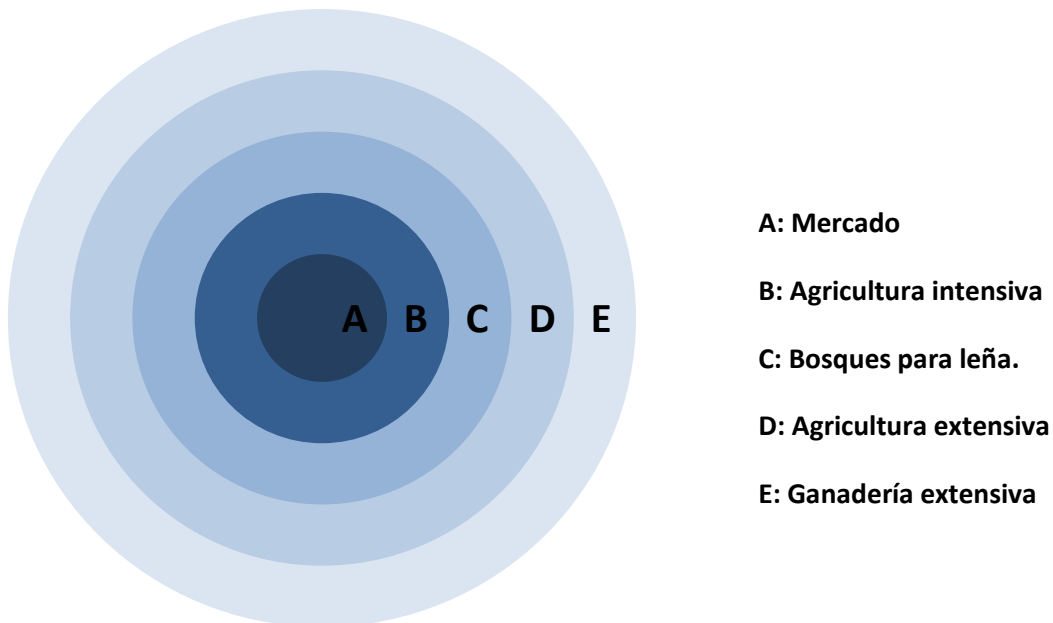 A B C D E
A: Mercado
B: Agricultura intensiva
C: Bosques para leña.
D: Agricultura extensiva
E: Ganadería extensiva